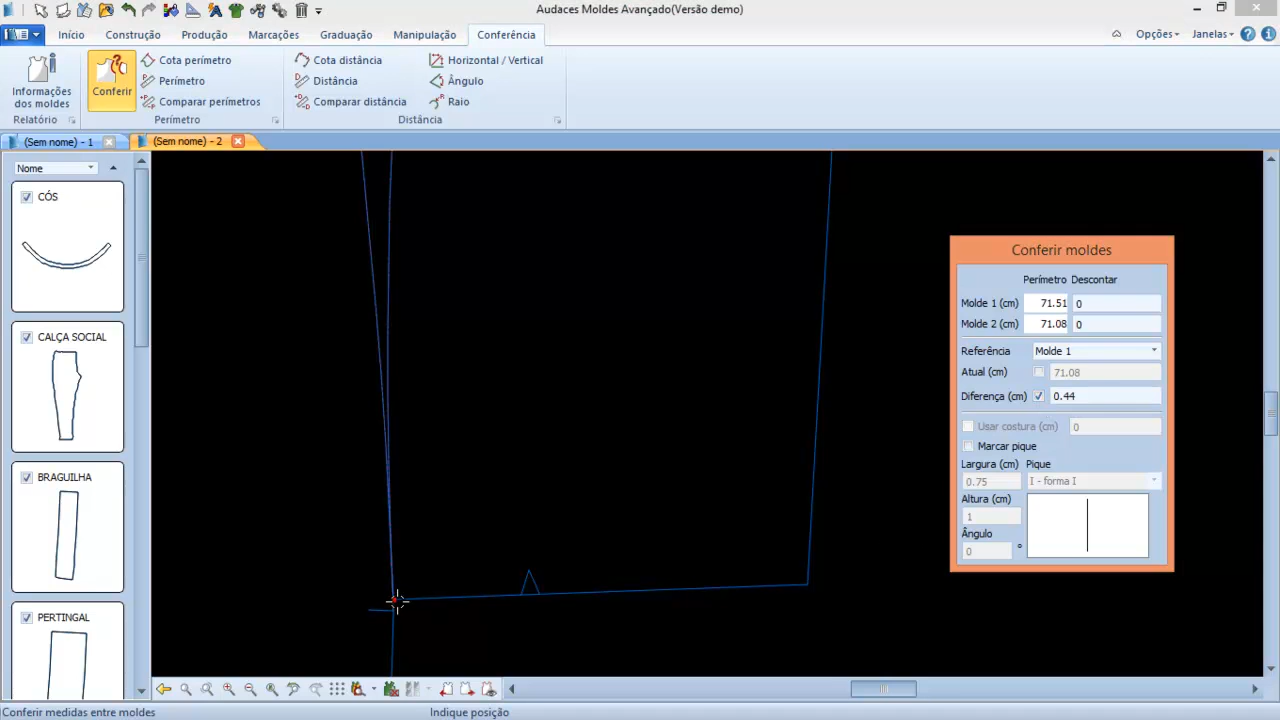 Audaces Moldes Avançado(Versão demo)
Início Construção Produção Marcações Graduação Manipulação Conferência Opções Janelas
Informações dos moldes
Relatório
Conferir
Cota perímetro
Perímetro
Comparar perímetros
Perímetro
Cota distância
Distância
Comparar distância
Horizontal / Vertical
Ângulo
Raio
Distância
(Sem nome) - 1
(Sem nome) - 2
Nome
CÓS
CALÇA SOCIAL
BRAGUILHA
PERTINGAL
Conferir moldes
Perímetro Descontar
Molde 1 (cm) 71.51 0
Molde 2 (cm) 71.08 0
Referência Molde 1
Atual (cm) 71.08
Diferença (cm) 0.44
Usar costura (cm) 0
Marcar pique
Largura (cm) Pique
0.75 I - forma I
Altura (cm)
1
Ângulo
0 °
Conferir medidas entre moldes
Indique posição